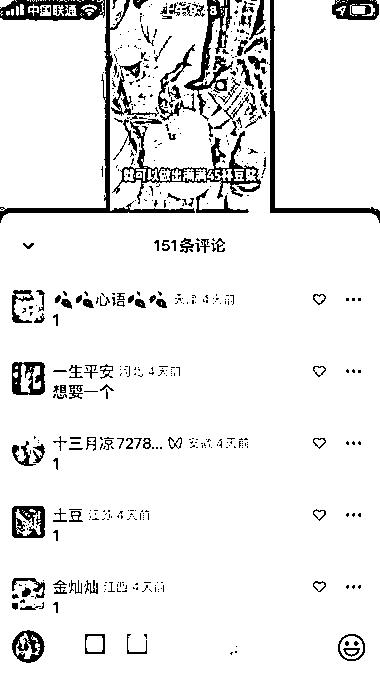 中国联通
就可以做出满满45杯豆浆
151条评论
心语 天津 4天前
1
一生平安 河北 4天前
想要一个
十三月凉7278... 安徽 4天前
1
土豆 江苏 4天前
1
金灿灿 江西 4天前
1